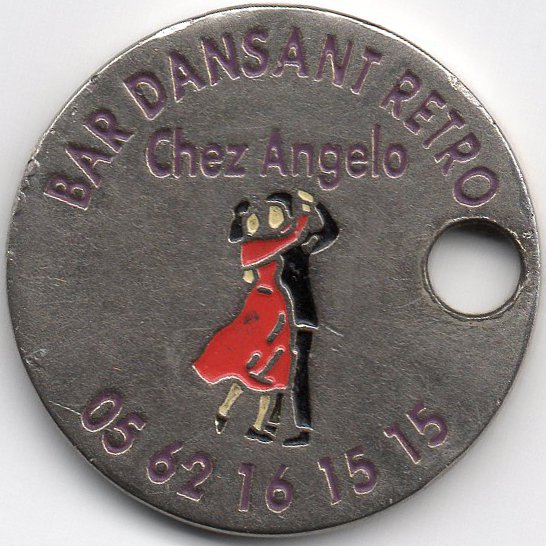 BAR DANSANT RETRO
Chez Angelo
05 62 16 15 15